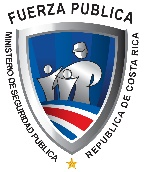 FUERZA PUBLICA
MINISTERIO DE SEGURIDAD PUBLICA
REPUBLICA DE COSTA RICA